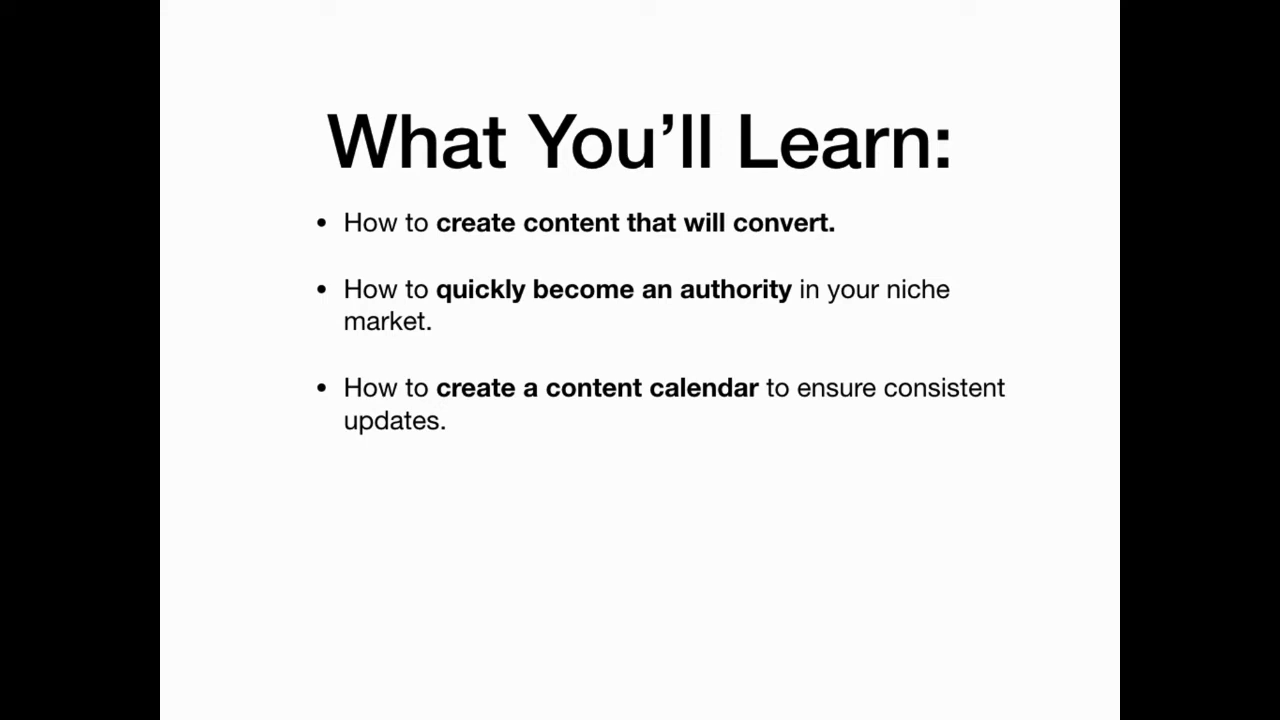 What You’ll Learn:
• How to create content that will convert.
• How to quickly become an authority in your niche
market.
• How to create a content calendar to ensure consistent
updates.